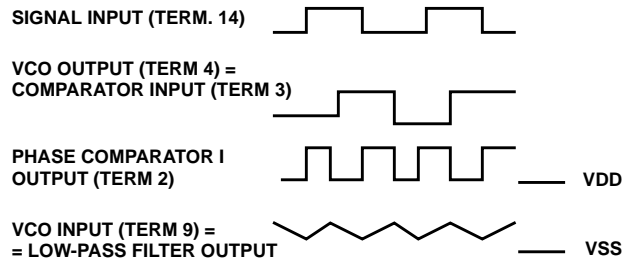 SIGNAL INPUT (TERM. 14)
VCO OUTPUT (TERM 4) =
COMPARATOR INPUT (TERM 3)
PHASE COMPARATOR I
OUTPUT (TERM 2)
VDD
VCO INPUT (TERM 9) =
= LOW-PASS FILTER OUTPUT
VSS